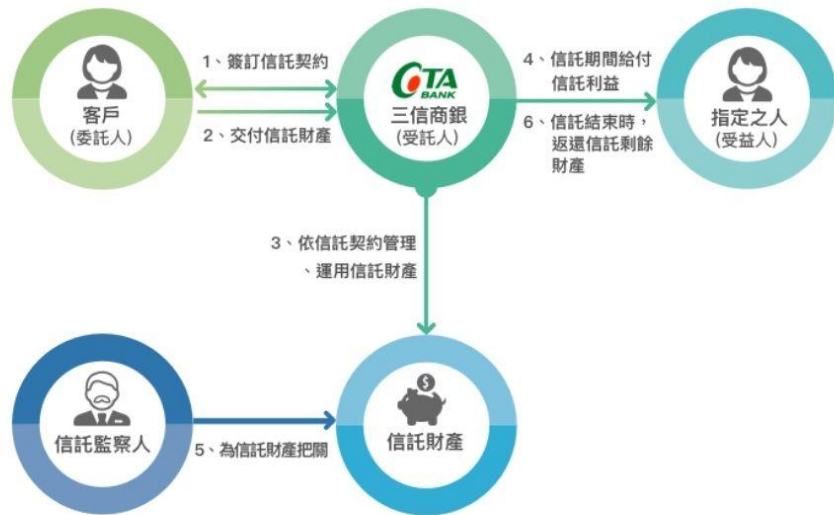 1、簽訂信託契約
客戶
(委託人)
2、交付信託財產
COTA
BANK
三信商銀
(受託人)
4、信託期間給付
信託利益
6、信託結束時，
返還信託剩餘
財產
指定之人
(受益人)
3、依信託契約管理
、運用信託財產
信託監察人
5、為信託財產把關
$
信託財產